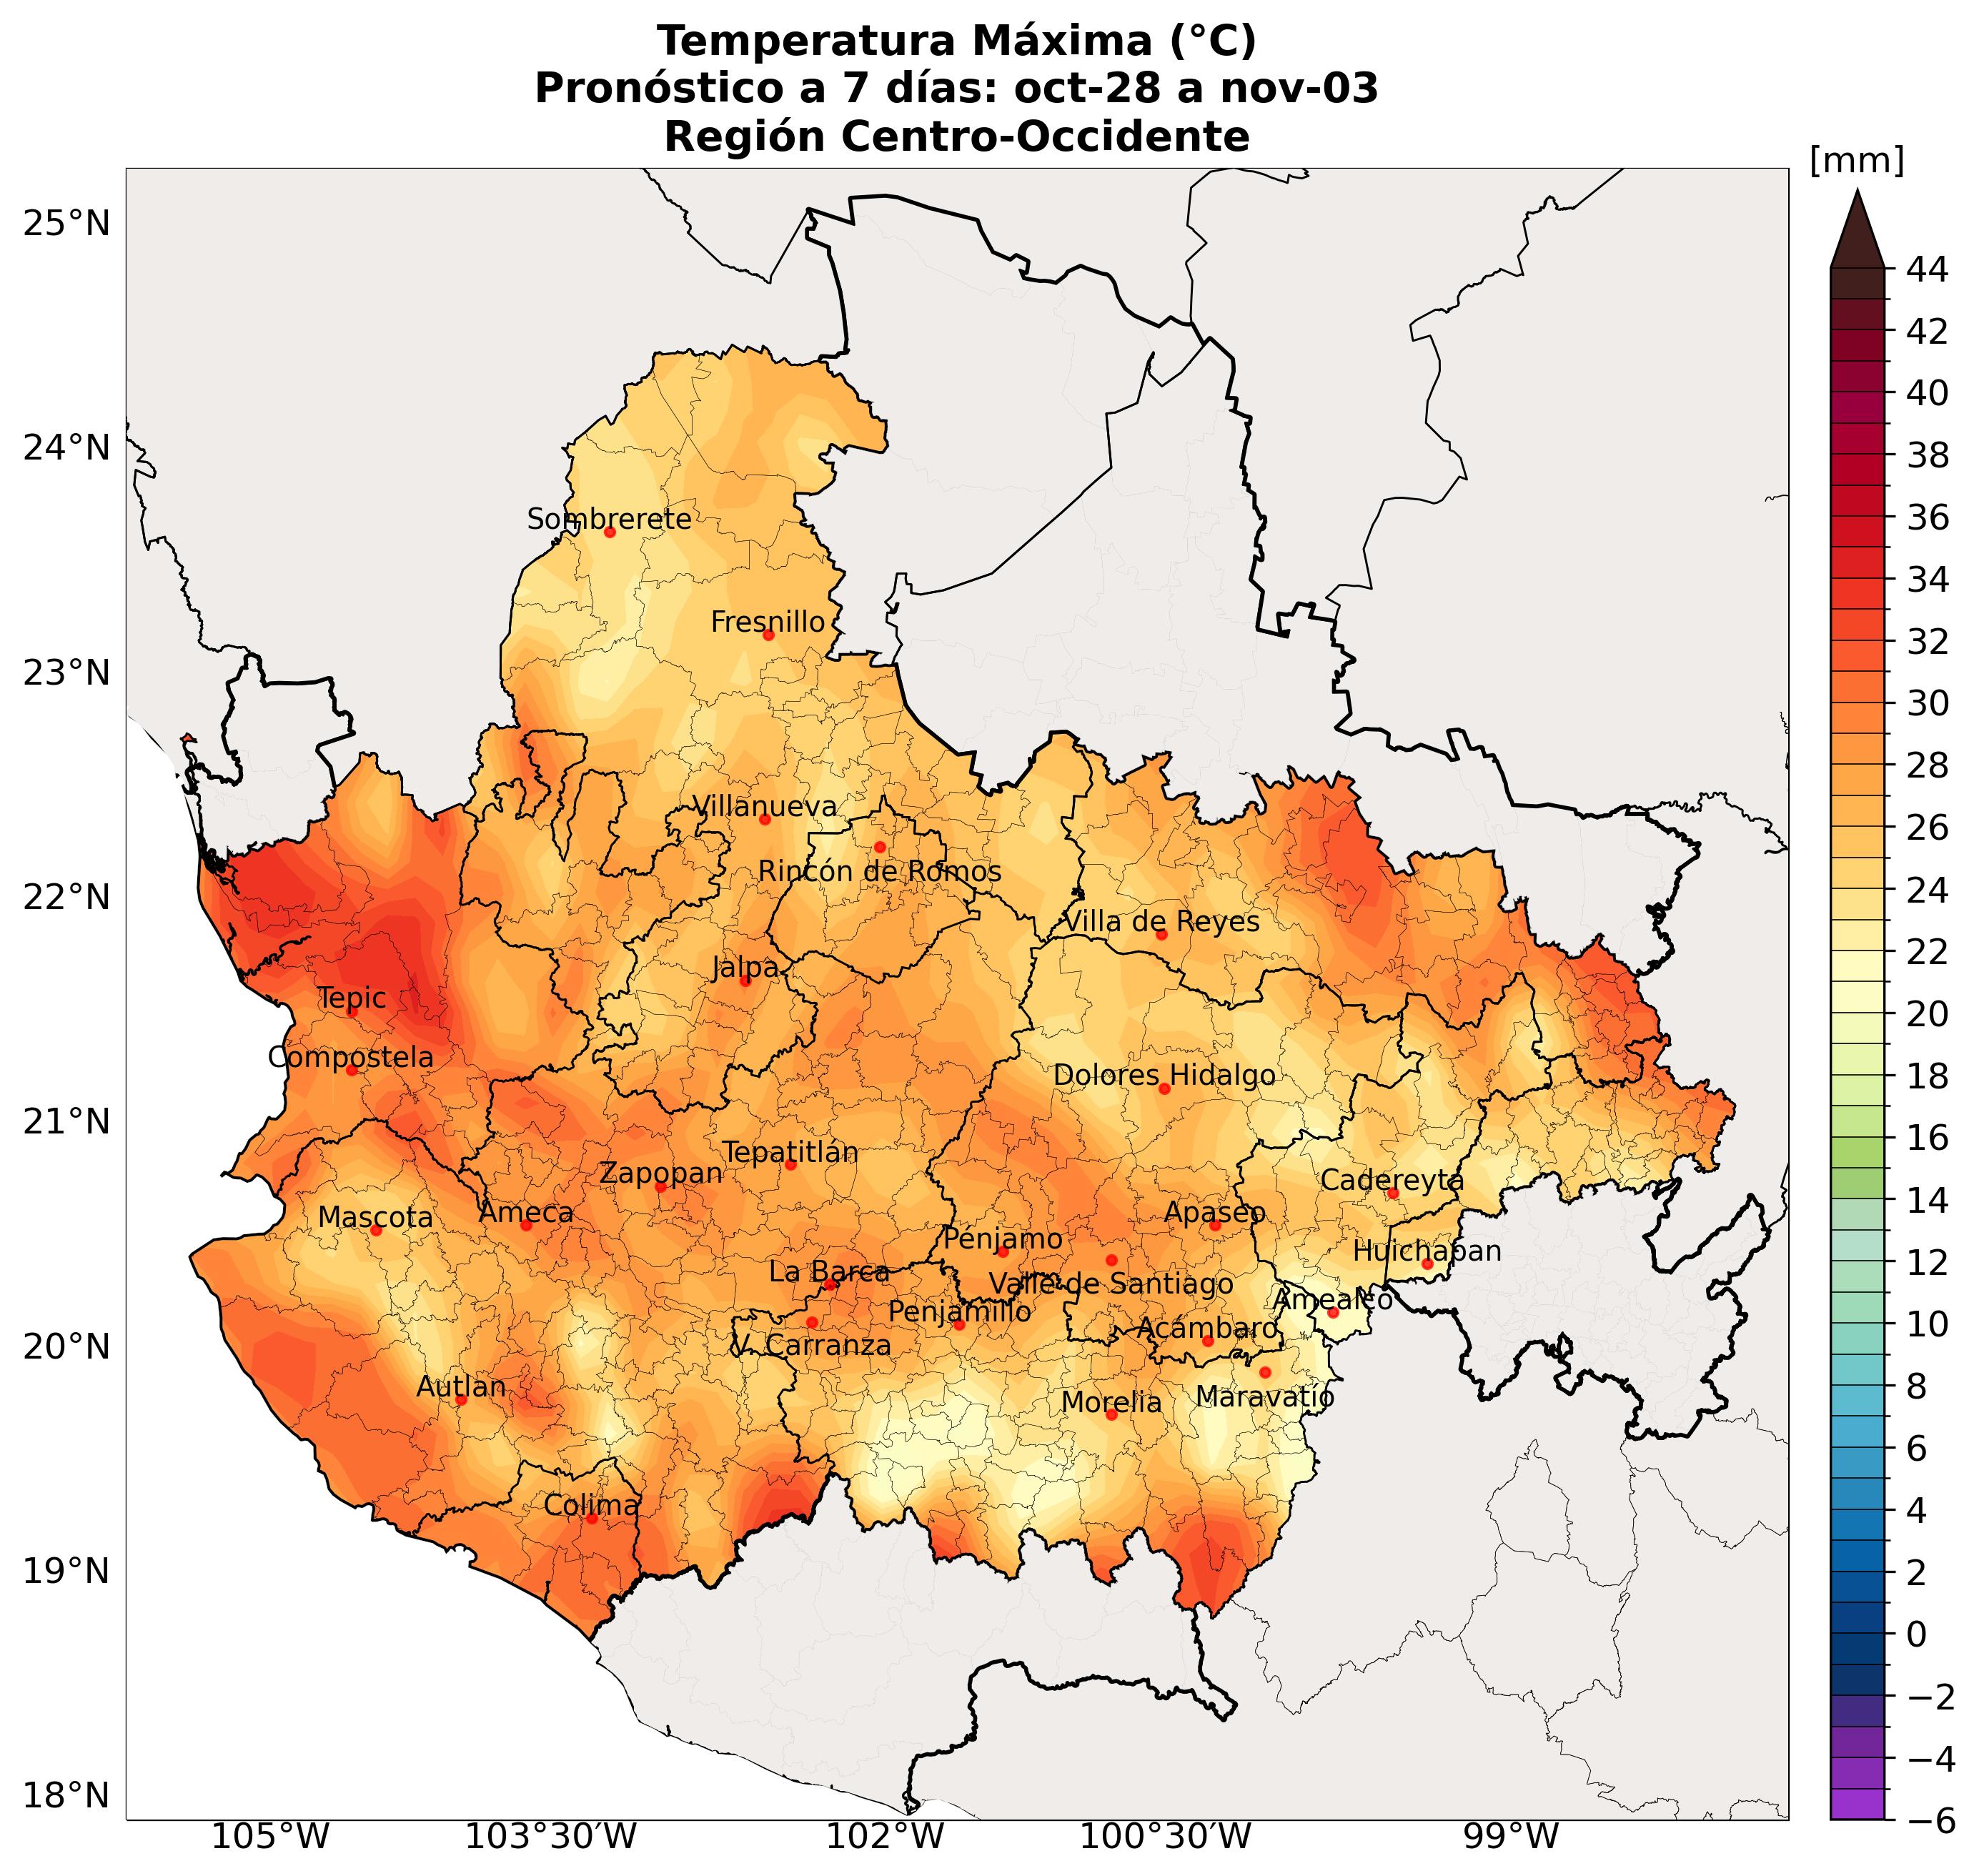 Temperatura Máxima (°C)
Pronóstico a 7 días: oct-28 a nov-03
Región Centro-Occidente
[mm]
25°N
24°N
23°N
22°N
21°N
20°N
19°N
18°N
Sombrerete
Fresnillo
Villanueva
Rincón de Romos
Villa de Reyes
Jalpa
Tepic
Compostela
Dolores Hidalgo
Tepatitlán
Zapopan
Cadereyta
Mascota
Ameca
Apaseo
Pénjamo
Huichapan
La Barca
Valle de Santiago
Amealco
Penjamillo
Acámbaro
V. Carranza
Autlan
Morelia
Maravatío
Colima
105°W
103°30′W
102°W
100°30′W
99°W
44
42
40
38
36
34
32
30
28
26
24
22
20
18
16
14
12
10
8
6
4
2
0
−2
−4
−6